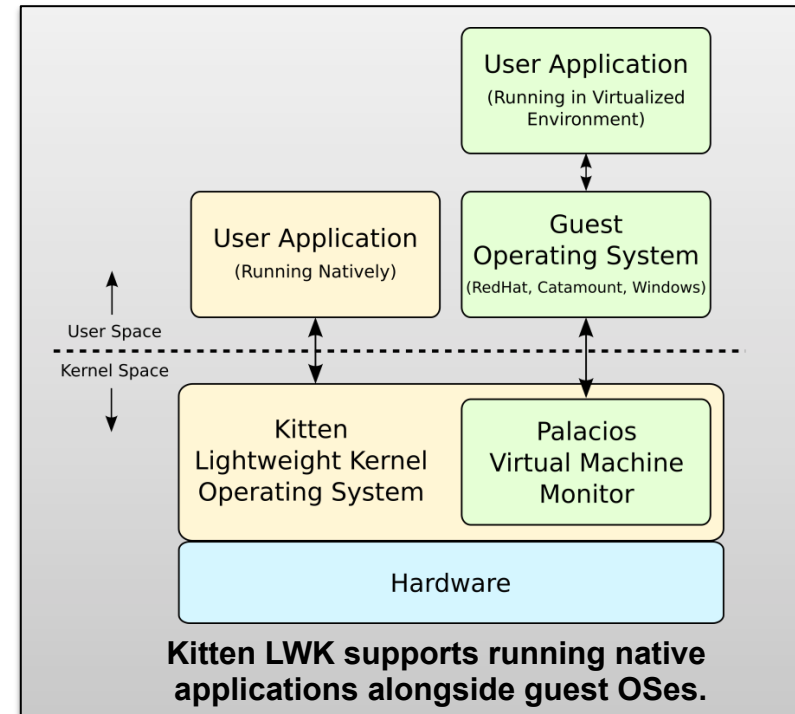 User Application
(Running in Virtualized
Environment)
User Application
(Running Natively)
Guest
Operating System
(RedHat, Catamount, Windows)
User Space
Kernel Space
Kitten
Lightweight Kernel
Operating System
Palacios
Virtual Machine
Monitor
Hardware
Kitten LWK supports running native
applications alongside guest OSes.